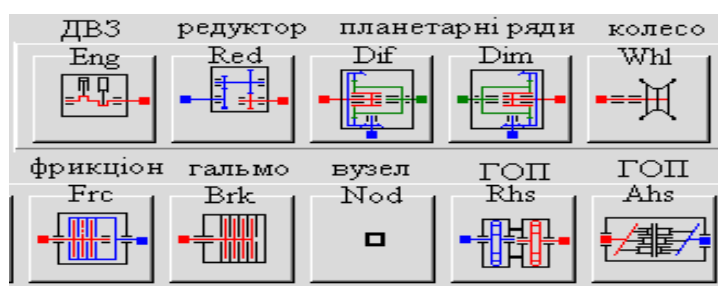 ДВЗ редуктор планетарні ряди колесо
Eng Red Dif Dim Whl
фрикціон гальмо вузел ГОП ГОП
Frc Brk Nod Rhs Ahs